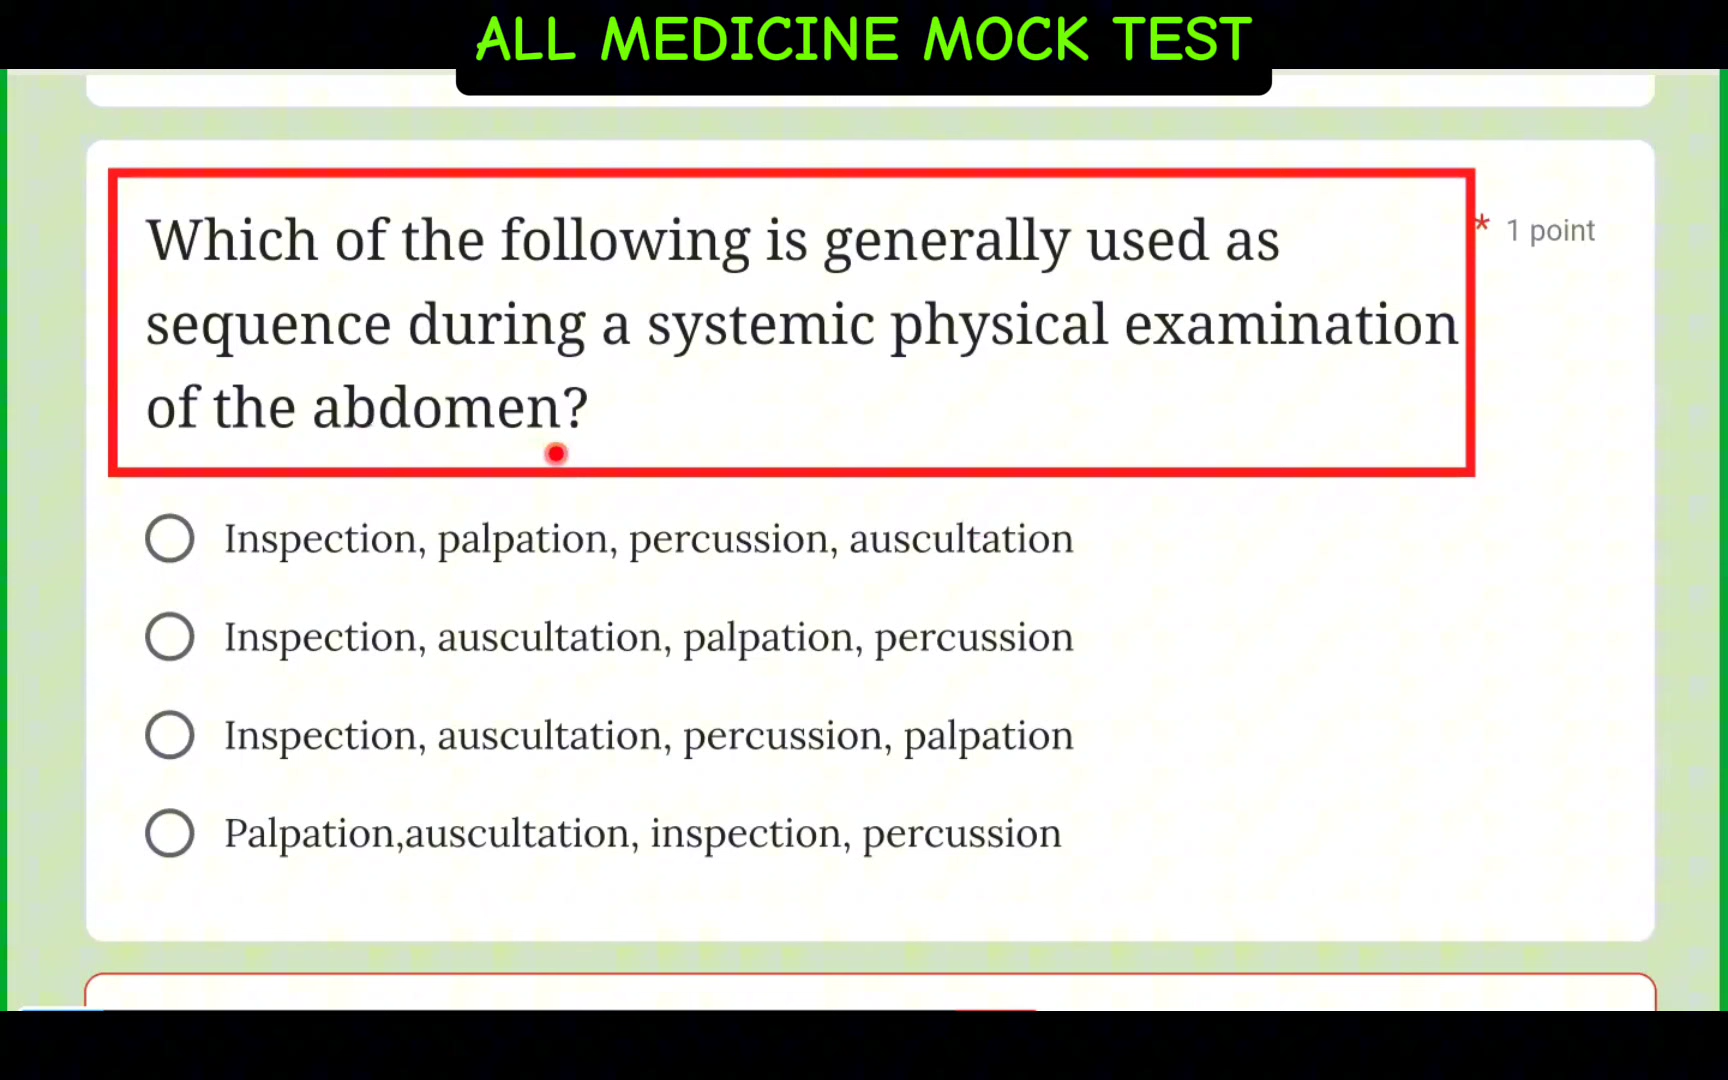 ALL MEDICINE MOCK TEST
Which of the following is generally used as
* 1 point
sequence during a systemic physical examination
of the abdomen?
Inspection, palpation, percussion, auscultation
Inspection, auscultation, palpation, percussion
Inspection, auscultation, percussion, palpation
Palpation,auscultation, inspection, percussion